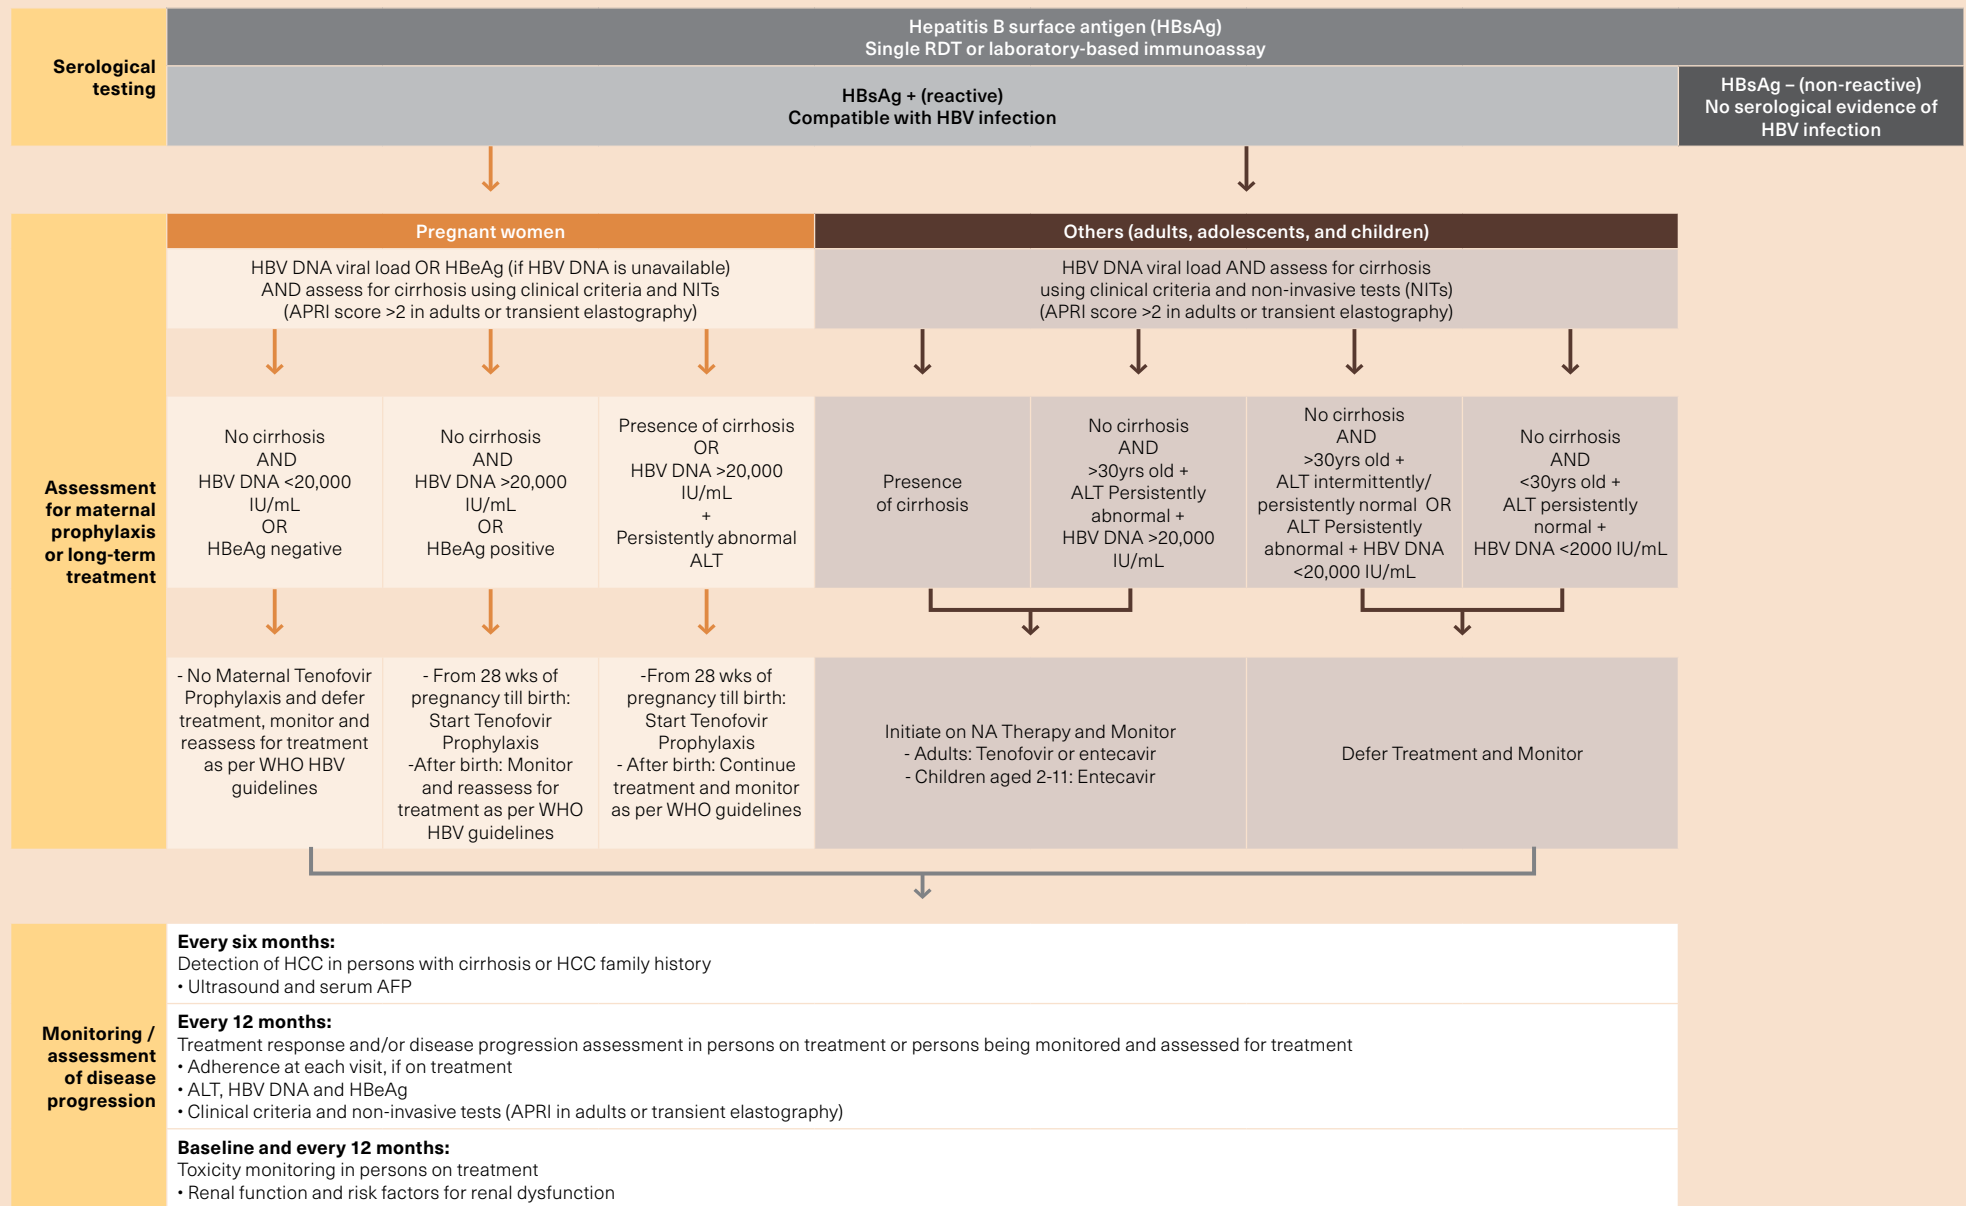 Serological
testing
Hepatitis B surface antigen (HBsAg)
Single RDT or laboratory-based immunoassay
HBsAg + (reactive)
Compatible with HBV infection
HBsAg – (non-reactive)
No serological evidence of
HBV infection
Assessment
for maternal
prophylaxis
or long-term
treatment
Pregnant women
HBV DNA viral load OR HBeAg (if HBV DNA is unavailable)
AND assess for cirrhosis using clinical criteria and NITs
(APRI score >2 in adults or transient elastography)
Others (adults, adolescents, and children)
HBV DNA viral load AND assess for cirrhosis
using clinical criteria and non-invasive tests (NITs)
(APRI score >2 in adults or transient elastography)
No cirrhosis
AND
HBV DNA <20,000
IU/mL
OR
HBeAg negative
No cirrhosis
AND
HBV DNA >20,000
IU/mL
OR
HBeAg positive
Presence of cirrhosis
OR
HBV DNA >20,000
IU/mL
+
Persistently abnormal
ALT
Presence
of cirrhosis
No cirrhosis
AND
>30yrs old +
ALT Persistently
abnormal +
HBV DNA >20,000
IU/mL
No cirrhosis
AND
>30yrs old +
ALT intermittently/
persistently normal OR
ALT Persistently
abnormal + HBV DNA
<20,000 IU/mL
No cirrhosis
AND
<30yrs old +
ALT persistently
normal +
HBV DNA <2000 IU/mL
- No Maternal Tenofovir
Prophylaxis and defer
treatment, monitor and
reassess for treatment
as per WHO HBV
guidelines
- From 28 wks of
pregnancy till birth:
Start Tenofovir
Prophylaxis
-After birth: Monitor
and reassess for
treatment as per WHO
HBV guidelines
-From 28 wks of
pregnancy till birth:
Start Tenofovir
Prophylaxis
- After birth: Continue
treatment and monitor
as per WHO guidelines
Initiate on NA Therapy and Monitor
- Adults: Tenofovir or entecavir
- Children aged 2-11: Entecavir
Defer Treatment and Monitor
Monitoring /
assessment
of disease
progression
Every six months:
Detection of HCC in persons with cirrhosis or HCC family history
• Ultrasound and serum AFP
Every 12 months:
Treatment response and/or disease progression assessment in persons on treatment or persons being monitored and assessed for treatment
• Adherence at each visit, if on treatment
• ALT, HBV DNA and HBeAg
• Clinical criteria and non-invasive tests (APRI in adults or transient elastography)
Baseline and every 12 months:
Toxicity monitoring in persons on treatment
• Renal function and risk factors for renal dysfunction